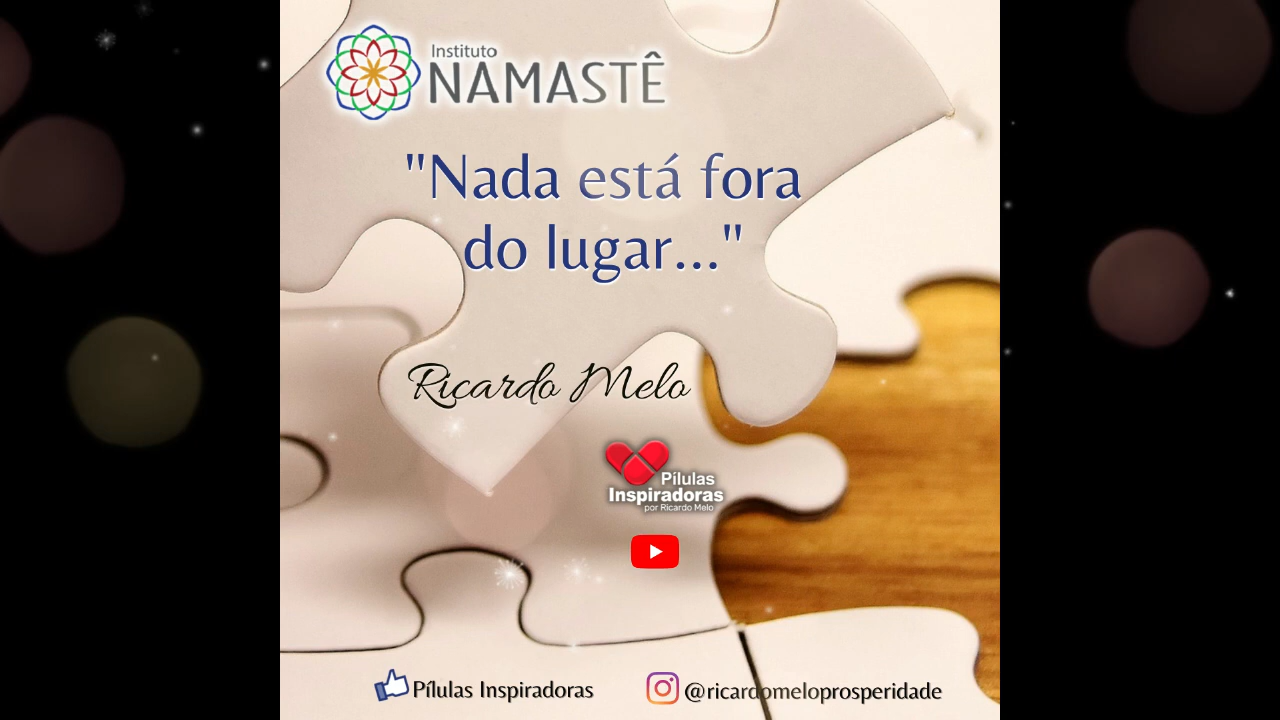 Instituto
NAMASTÊ
"Nada está fora
do lugar..."
Ricardo Melo
Pílulas
Inspiradoras
por Ricardo Melo
Pílulas Inspiradoras
@ricardomeloprosperidade